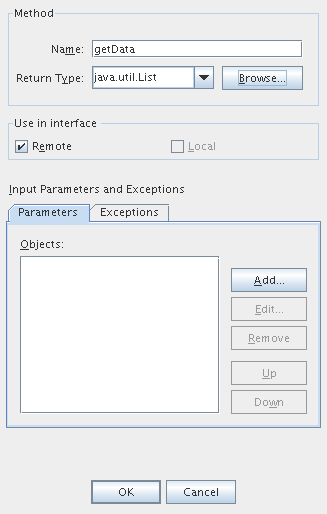 Method
Name: getData
Return Type: java.util.List Browse...
Use in interface
Remote Local
Input Parameters and Exceptions
Parameters Exceptions
Objects:
Add...
Edit...
Remove
Up
Down
OK Cancel